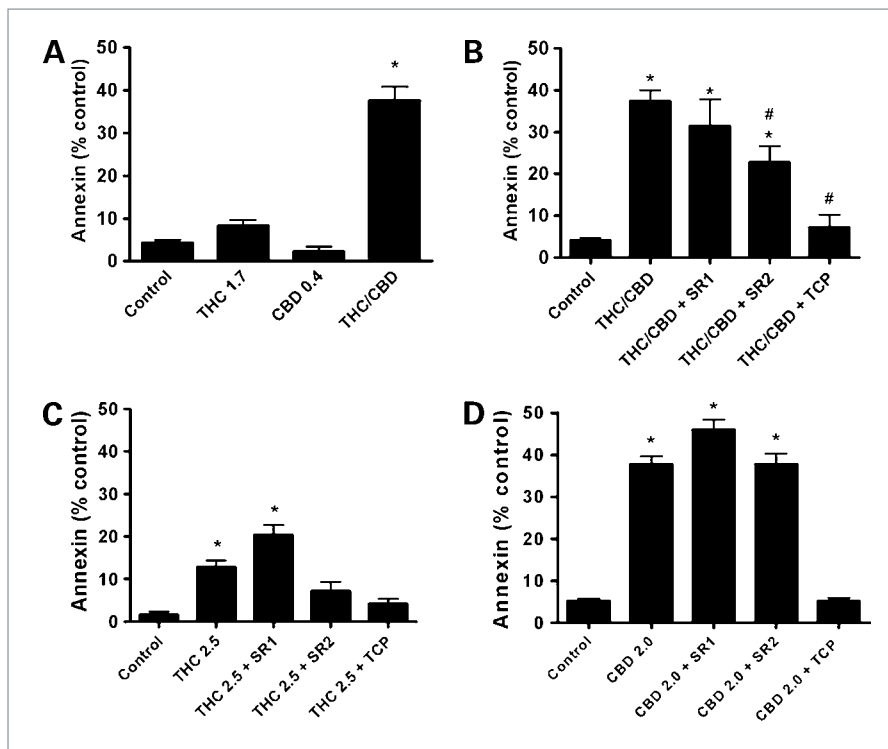 A
Annexin (% control)
50
40
30
20
10
0
*
Control
THC 1.7
CBD 0.4
THC/CBD
B
Annexin (% control)
50
40
30
20
10
0
*
*
#
*
#
Control
THC/CBD
THC/CBD + SR1
THC/CBD + SR2
THC/CBD + TCP
C
Annexin (% control)
50
40
30
20
10
0
*
*
Control
THC 2.5
THC 2.5 + SR1
THC 2.5 + SR2
THC 2.5 + TCP
D
Annexin (% control)
50
40
30
20
10
0
*
*
*
Control
CBD 2.0
CBD 2.0 + SR1
CBD 2.0 + SR2
CBD 2.0 + TCP